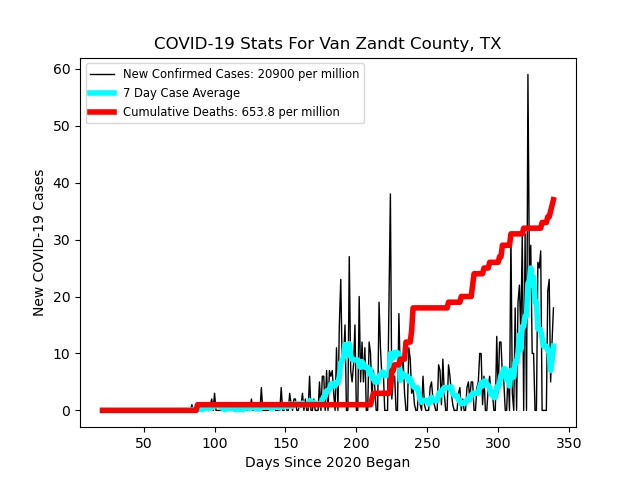 COVID-19 Stats For Van Zandt County, TX
New Confirmed Cases: 20900 per million
7 Day Case Average
Cumulative Deaths: 653.8 per million
New COVID-19 Cases
60
50
40
30
20
10
0
50 100 150 200 250 300 350
Days Since 2020 Began